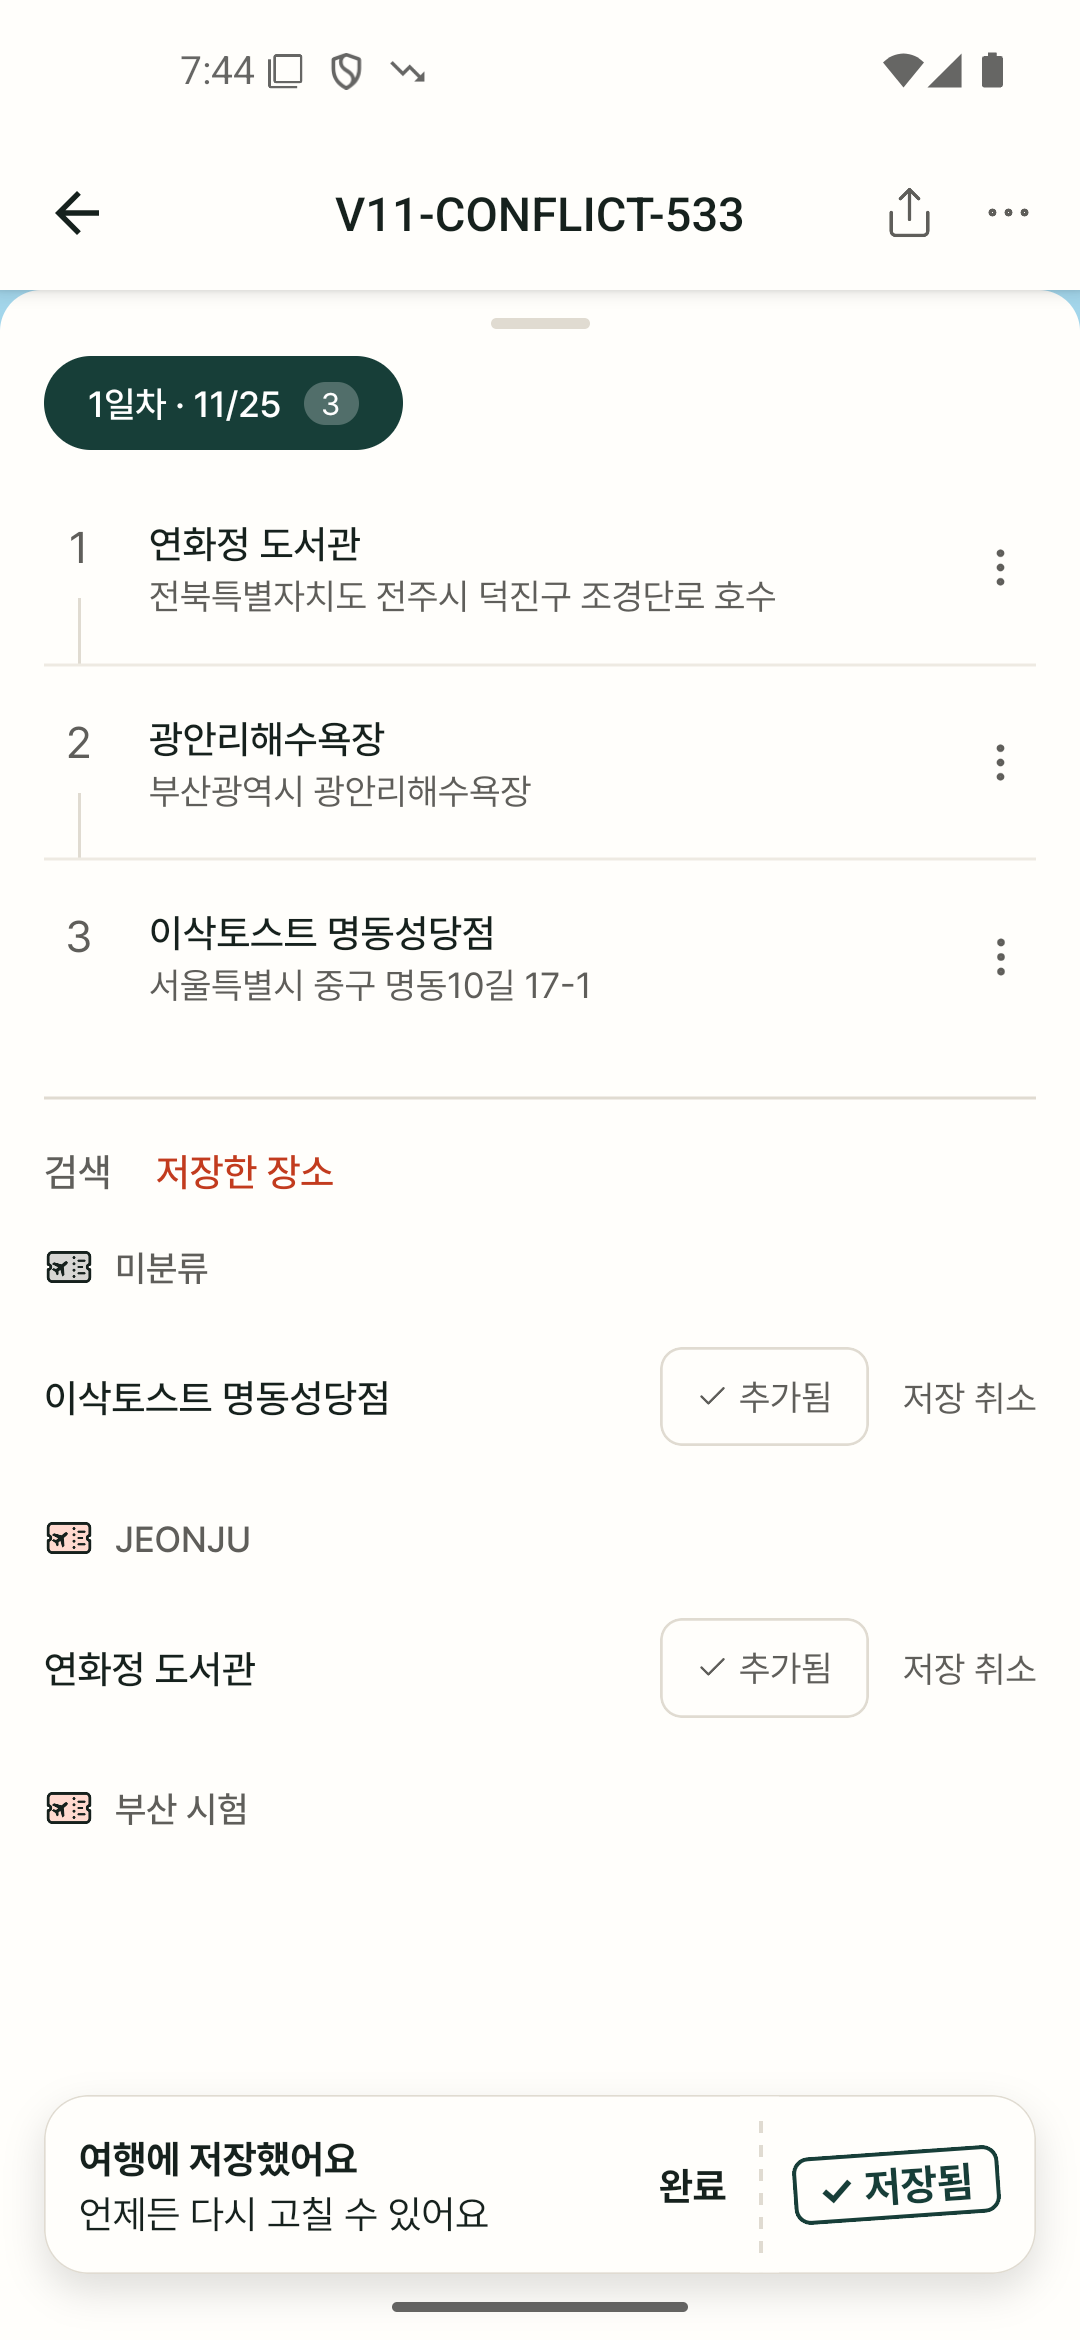 7:44
V11-CONFLICT-533
1일차 · 11/25 3
1 연화정 도서관
전북특별자치도 전주시 덕진구 조경단로 호수
2 광안리해수욕장
부산광역시 광안리해수욕장
3 이삭토스트 명동성당점
서울특별시 중구 명동10길 17-1
검색 저장한 장소
미분류
이삭토스트 명동성당점 추가됨 저장 취소
JEONJU
연화정 도서관 추가됨 저장 취소
부산 시험
여행에 저장했어요
언제든 다시 고칠 수 있어요
완료
저장됨